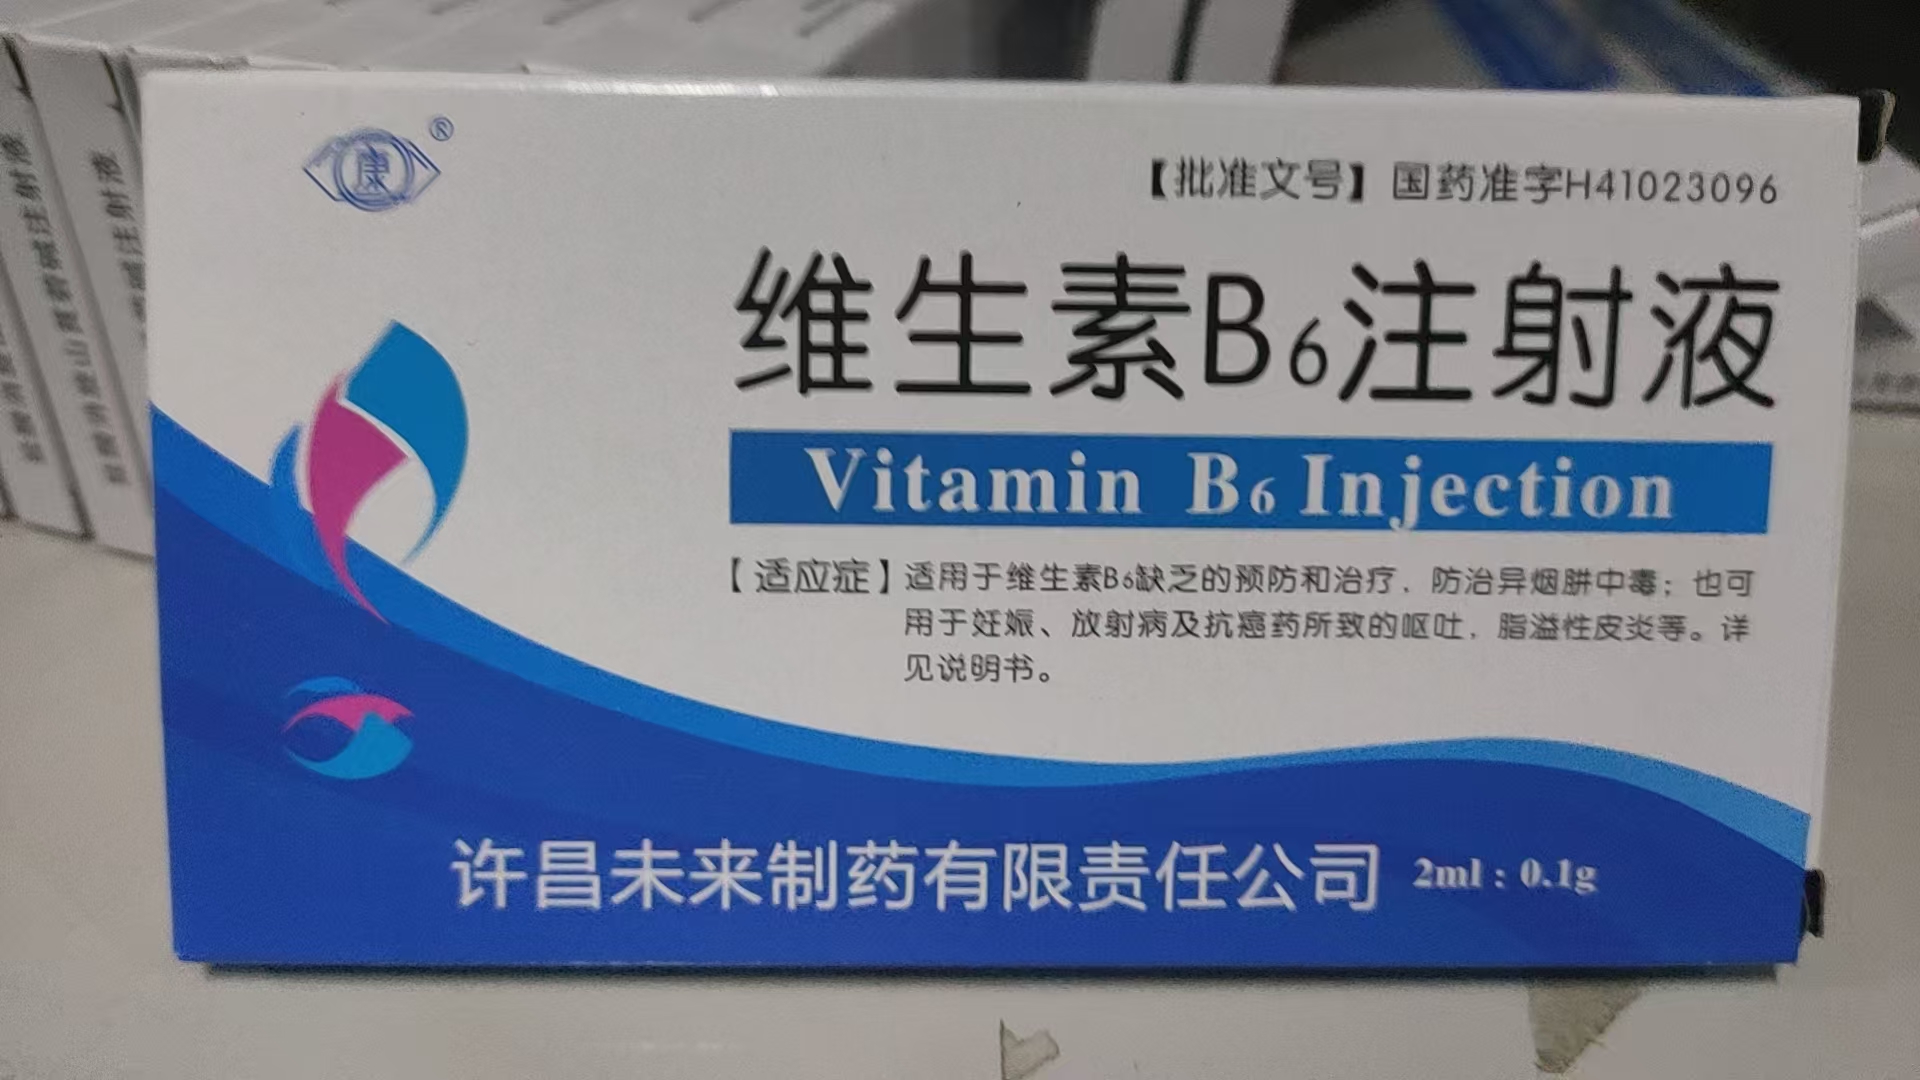 康®
【批准文号】国药准字H41023096
维生素B6注射液
Vitamin B6 Injection
【适应症】适用于维生素B6缺乏的预防和治疗，防治异烟肼中毒；也可
用于妊娠、放射病及抗癌药所致的呕吐，脂溢性皮炎等。详
见说明书。
许昌未来制药有限责任公司 2ml：0.1g